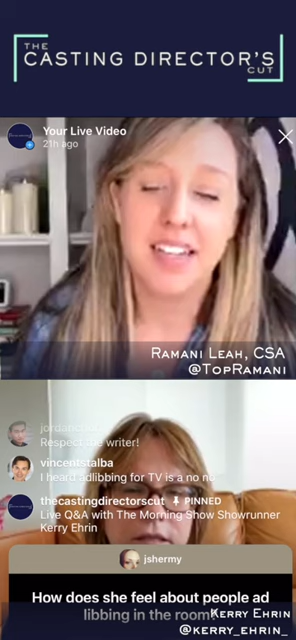 THE
CASTING DIRECTOR'S
CUT
Your Live Video
21h ago
RAMANI LEAH, CSA
@TOPRAMANI
Respect the writer!
vincentstalba
I heard adlibbing for TV is a no no
thecastingdirectorscut PINNED
Live Q&A with The Morning Show Showrunner
Kerry Ehrin
jshermy
How does she feel about people ad
libbing in the room?
KERRY EHRIN
@KERRY_EHRIN_